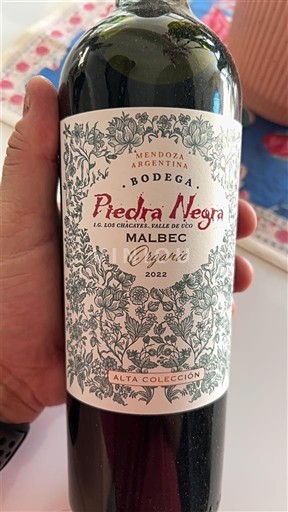 MENDOZA
ARGENTINA
· BODEGA ·
Piedra Negra
I.G. LOS CHACAYES, VALLE DE UCO
MALBEC
Organic
2022
ALTA COLECCIÓN